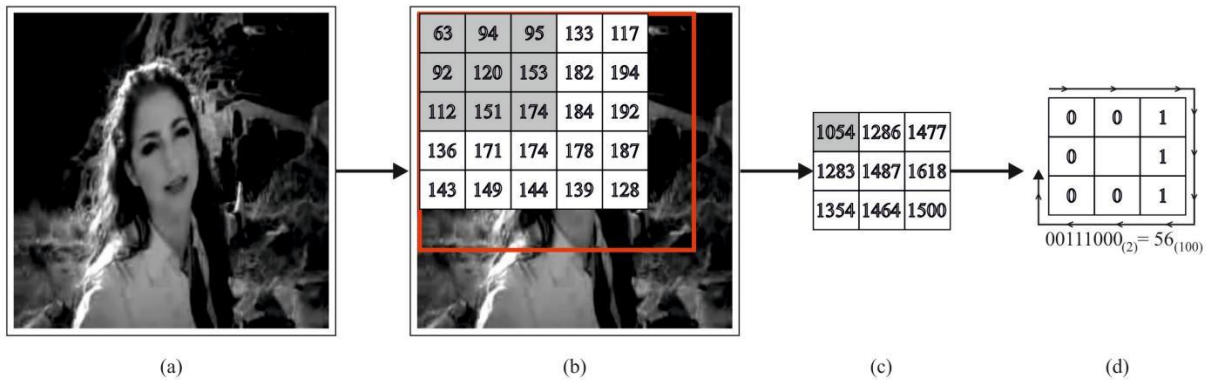 63 94 95 133 117
92 120 153 182 194
112 151 174 184 192
136 171 174 178 187
143 149 144 139 128
1054 1286 1477
1283 1487 1618
1354 1464 1500
0 0 1
0 1
0 0 1
00111000(2)= 56(100)
(a) (b) (c) (d)